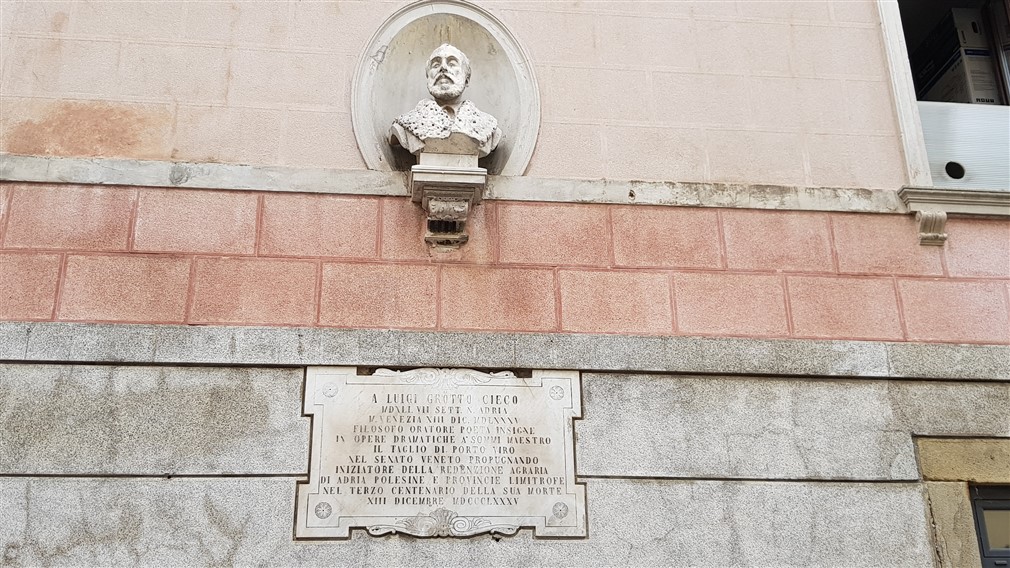 A LUIGI GROTTO CIECO
MDXLI. VII SETT. N. ADRIA
M. VENEZIA XIII DIC. MDLXXXV
FILOSOFO ORATORE POETA INSIGNE
IN OPERE DRAMATICHE A' SOMMI MAESTRO
IL TAGLIO DI PORTO VIRO
NEL SENATO VENETO PROPUGNANDO
INIZIATORE DELLA REDENZIONE AGRARIA
DI ADRIA POLESINE E PROVINCIE LIMITROFE
NEL TERZO CENTENARIO DELLA SUA MORTE
XIII DICEMBRE MDCCCLXXXV